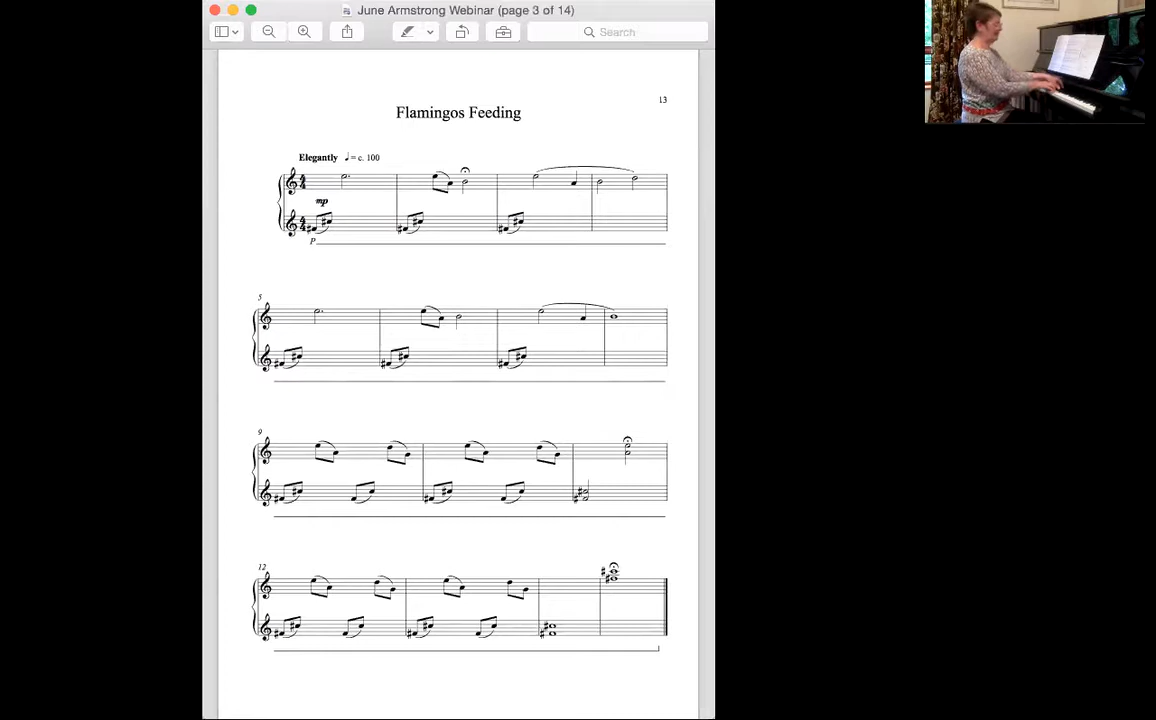 June Armstrong Webinar (page 3 of 14)
Search
13
Flamingos Feeding
Elegantly ♩ = c. 100
mp
p
5
9
12